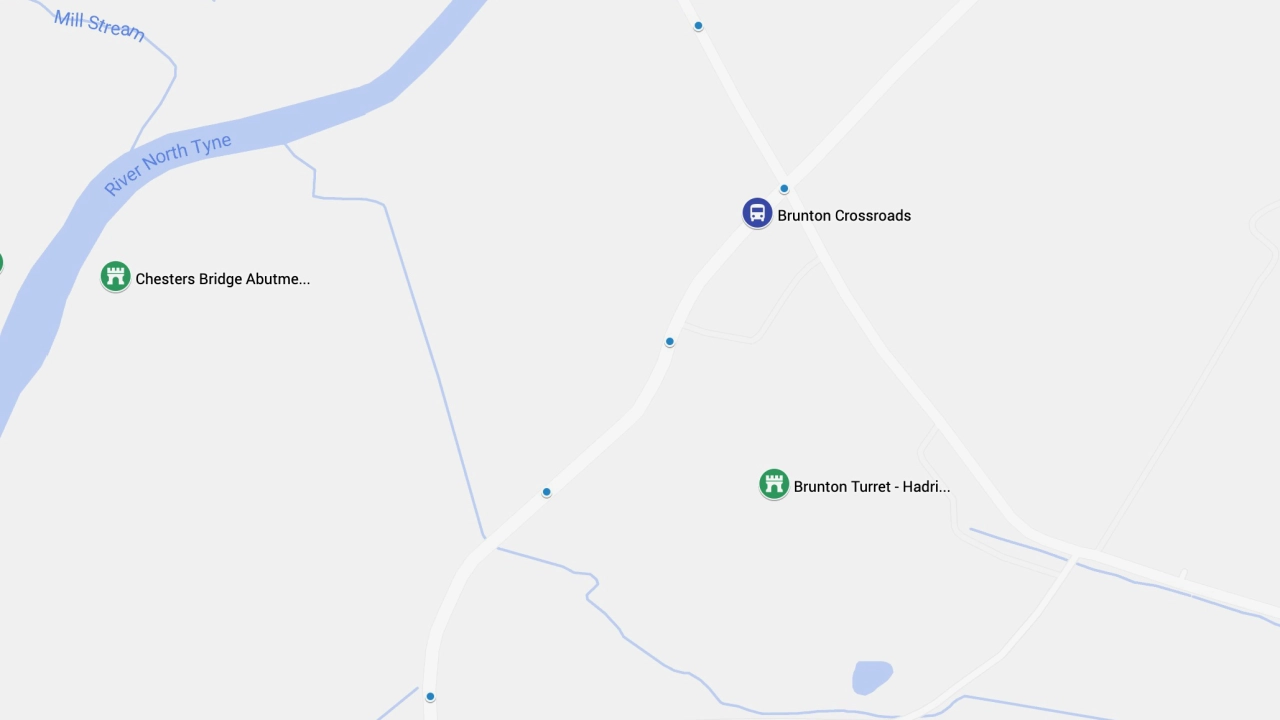 Mill Stream
River North Tyne
Brunton Crossroads
Chesters Bridge Abutme...
Brunton Turret - Hadri...